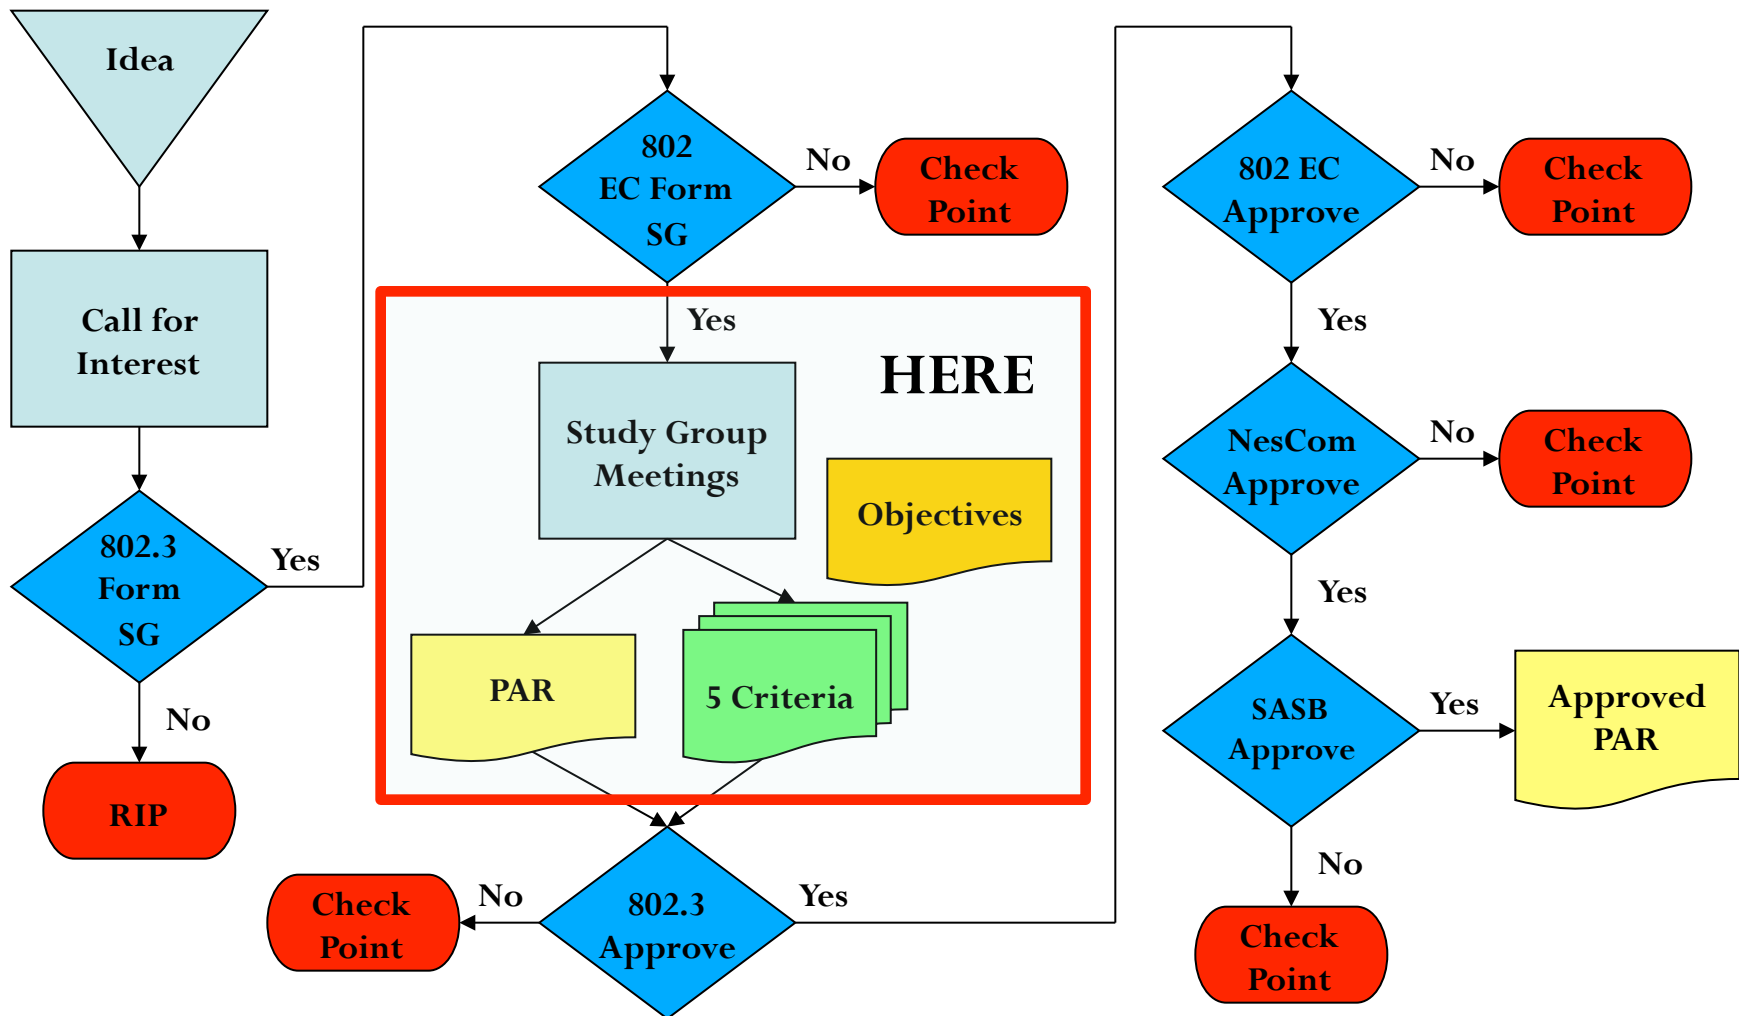 Idea
Call for
Interest
802.3
Form
SG
Yes
No
RIP
802
EC Form
SG
No
Check
Point
Yes
HERE
Study Group
Meetings
Objectives
PAR
5 Criteria
802.3
Approve
No
Check
Point
Yes
802 EC
Approve
No
Check
Point
Yes
NesCom
Approve
No
Check
Point
Yes
SASB
Approve
Yes
Approved
PAR
No
Check
Point